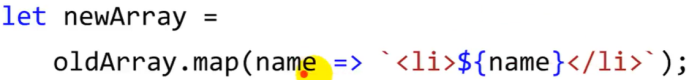 let newArray =
oldArray.map(name => `<li>${name}</li>`);